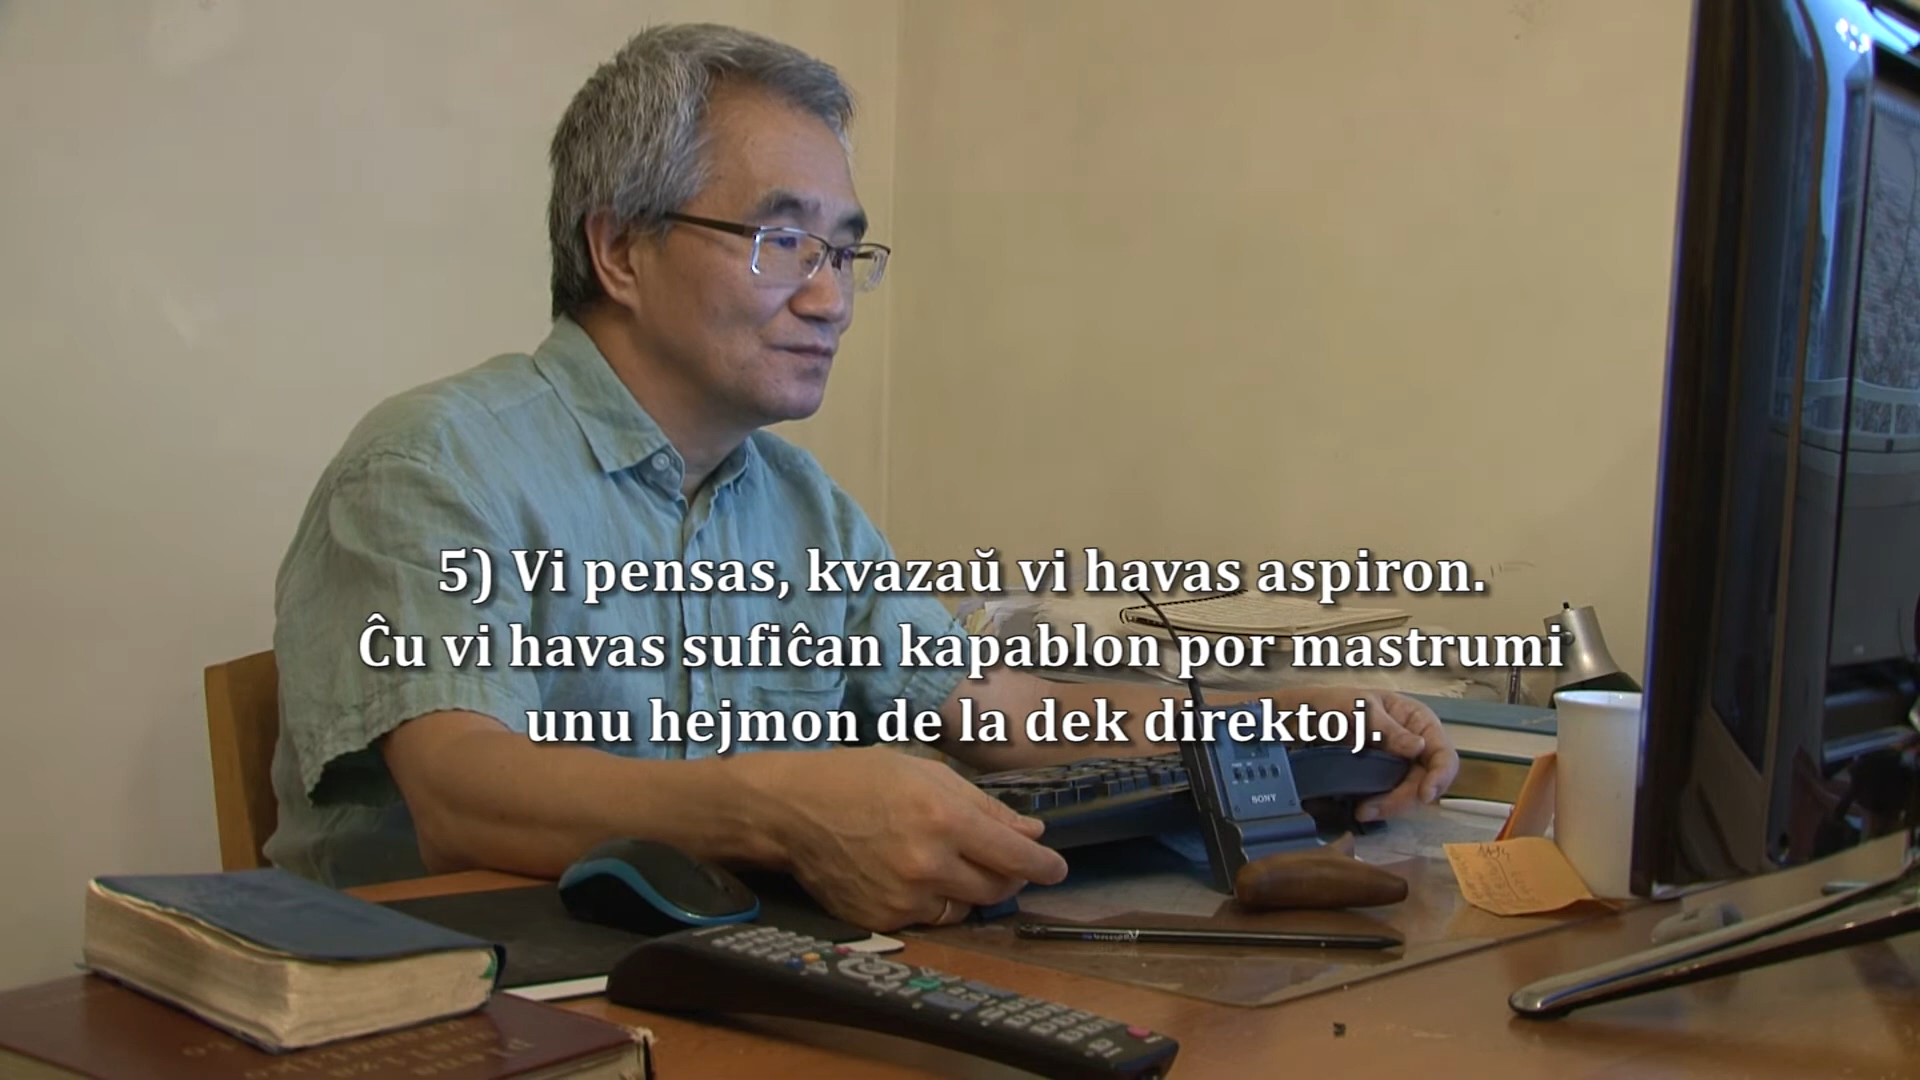 5) Vi pensas, kvazaŭ vi havas aspiron.
Ĉu vi havas sufiĉan kapablon por mastrumi
unu hejmon de la dek direktoj.
SONY